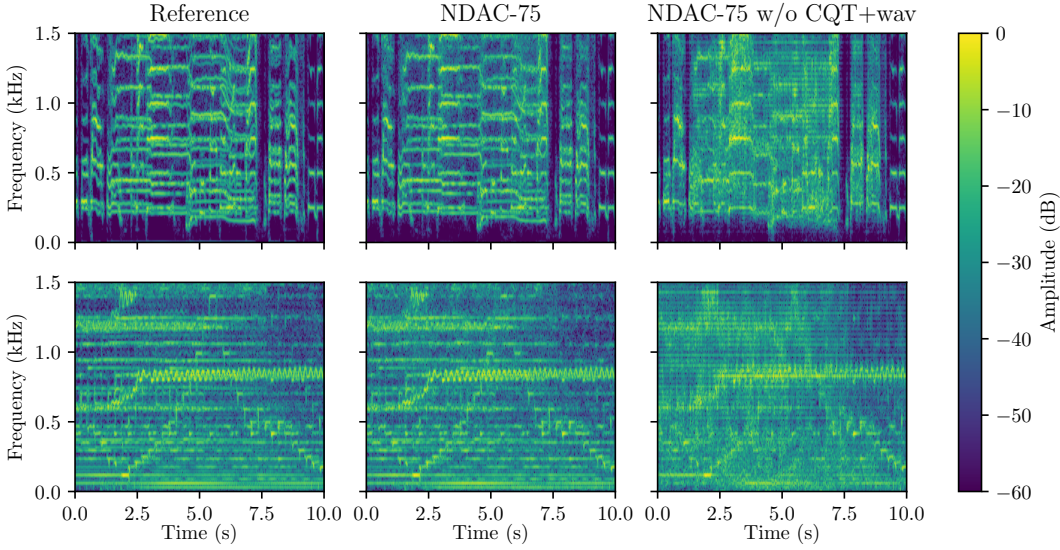 Reference
NDAC-75
NDAC-75 w/o CQT+wav
Frequency (kHz)
1.5
1.0
0.5
0.0
0.0 2.5 5.0 7.5 10.0
Time (s)
0.0 2.5 5.0 7.5 10.0
Time (s)
0.0 2.5 5.0 7.5 10.0
Time (s)
Frequency (kHz)
1.5
1.0
0.5
0.0
0
−10
−20
−30
−40
−50
−60
Amplitude (dB)